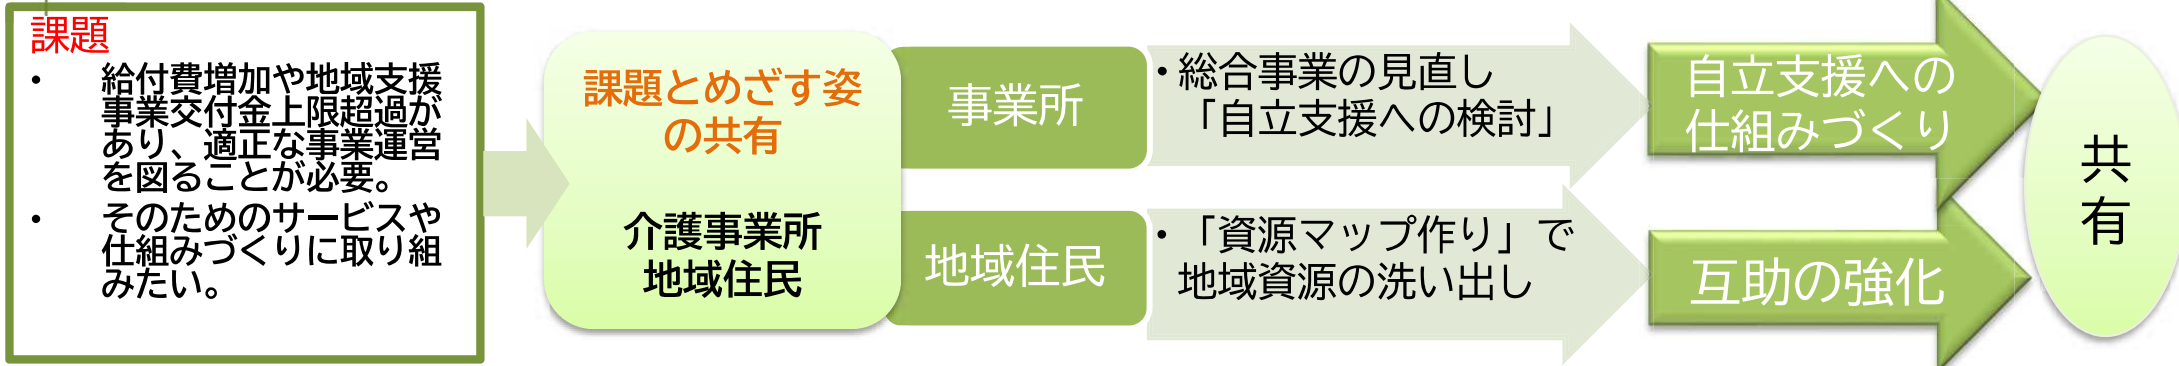 課題
• 給付費増加や地域支援
事業交付金上限超過が
あり、適正な事業運営
を図ることが必要。
• そのためのサービスや
仕組みづくりに取り組
みたい。
課題とめざす姿
の共有
介護事業所
地域住民
事業所
・総合事業の見直し
「自立支援への検討」
自立支援への
仕組みづくり
地域住民
・「資源マップ作り」で
地域資源の洗い出し
互助の強化
共
有